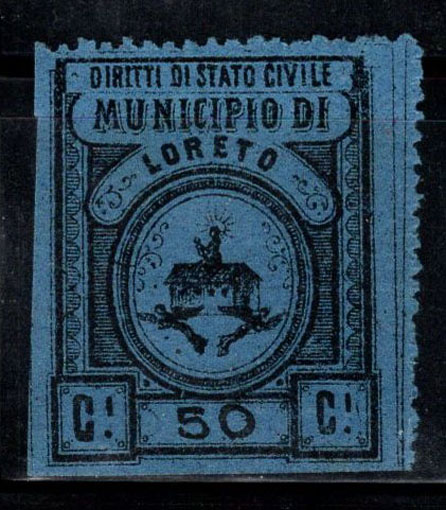 DIRITTI DI STATO CIVILE
MUNICIPIO DI
LORETO
C! 50 C!